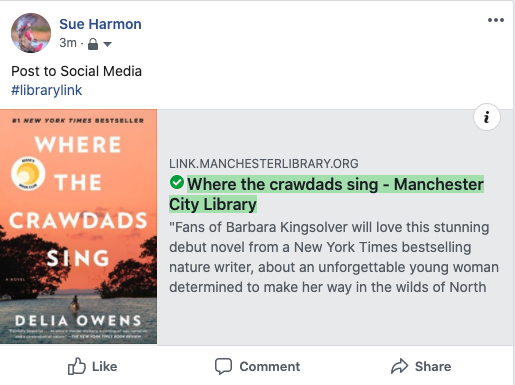 Sue Harmon
3m ·
Post to Social Media
#librarylink
#1 NEW YORK TIMES BESTSELLER
WHERE
THE
CRAWDADS
SING
A NOVEL
DELIA OWENS
i
LINK.MANCHESTERLIBRARY.ORG
Where the crawdads sing - Manchester
City Library
"Fans of Barbara Kingsolver will love this stunning
debut novel from a New York Times bestselling
nature writer, about an unforgettable young woman
determined to make her way in the wilds of North
Like
Comment
Share